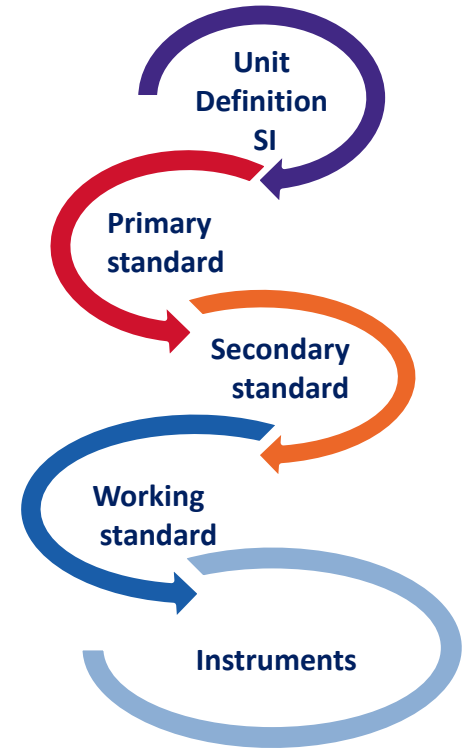 Unit
Definition
SI
Primary
standard
Secondary
standard
Working
standard
Instruments